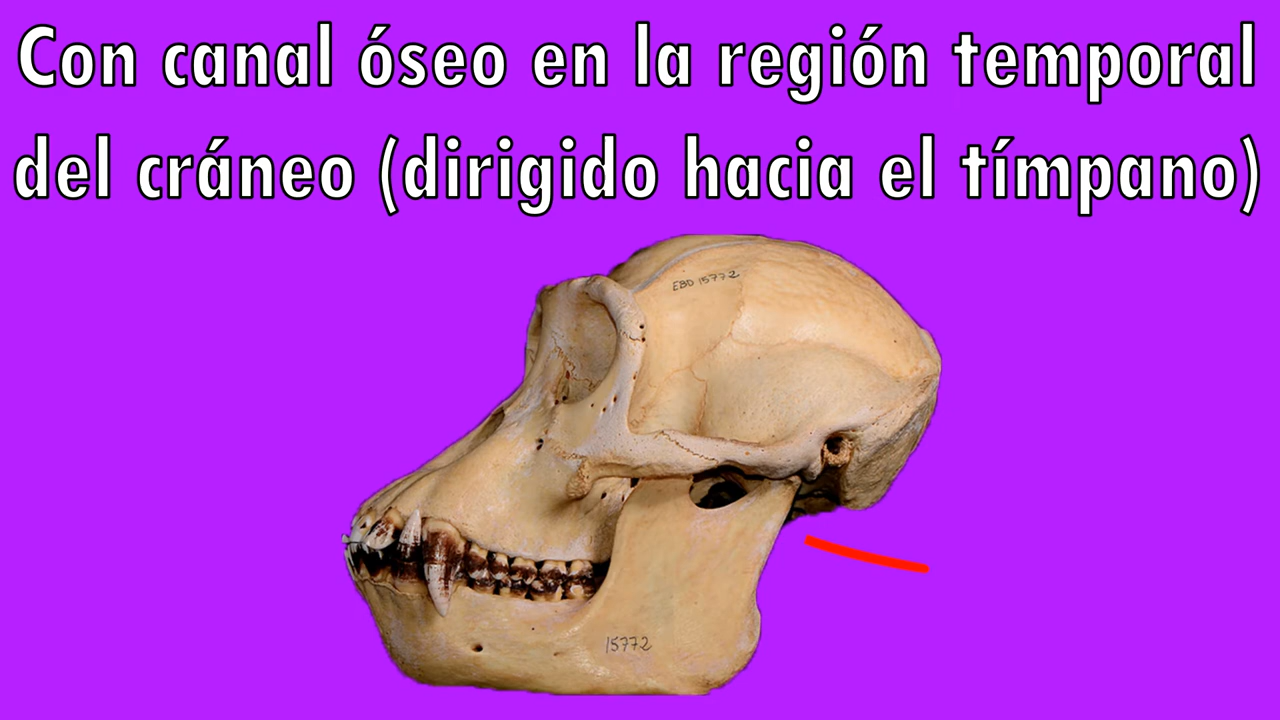 Con canal óseo en la región temporal
del cráneo (dirigido hacia el tímpano)
EBD 15772
15772